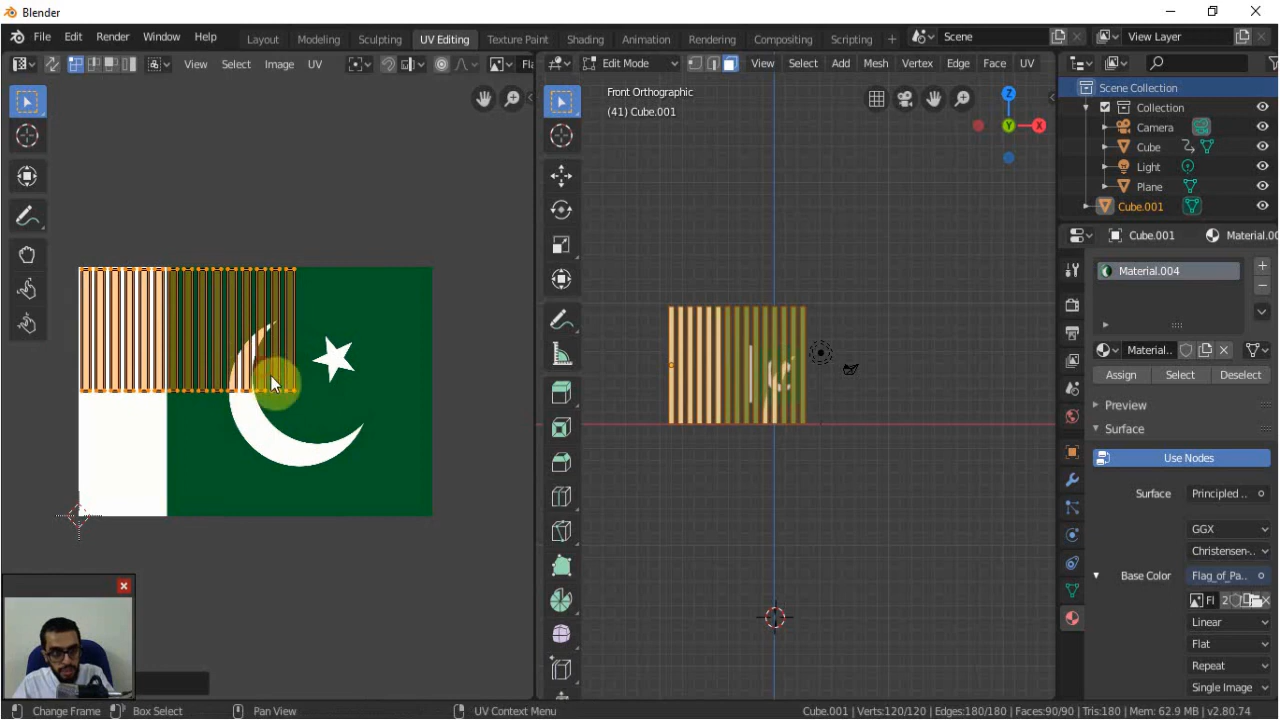 Blender
File Edit Render Window Help
Layout Modeling Sculpting UV Editing Texture Paint Shading Animation Rendering Compositing Scripting +
Scene
View Layer
View Select Image UV
Edit Mode View Select Add Mesh Vertex Edge Face UV
Front Orthographic
(41) Cube.001
Z
Y
X
Scene Collection
Collection
Camera
Cube
Light
Plane
Cube.001
Cube.001 Material.00
Material.004
Materia..
Assign Select Deselect
Preview
Surface
Use Nodes
Surface Principled ..
GGX
Christensen-..
Base Color Flag_of_Pa..
Fl 2
Linear
Flat
Repeat
Single Image
Change Frame Box Select Pan View UV Context Menu
Cube.001 | Verts:120/120 | Edges:180/180 | Faces:90/90 | Tris:180 | Mem: 62.9 MB | v2.80.74